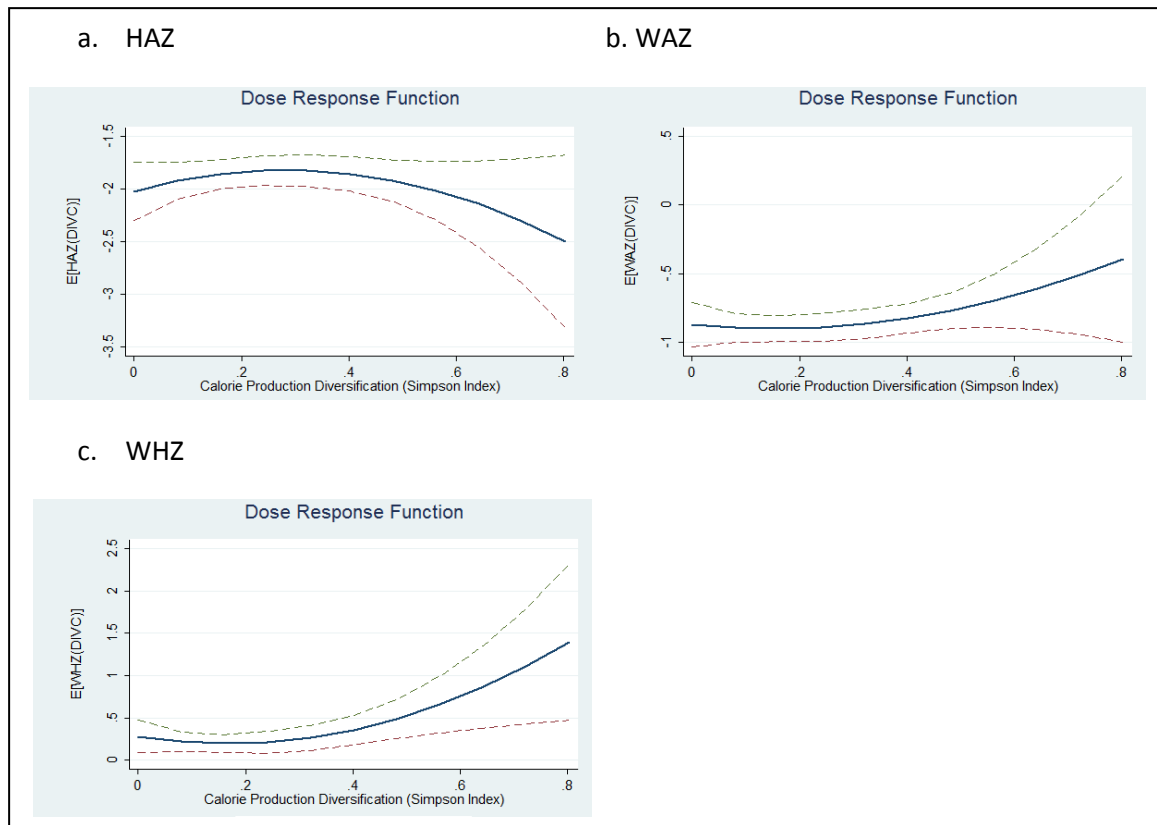 a. HAZ
b. WAZ
Dose Response Function
E[HAZ(DIVC)]
-1.5
-2
-2.5
-3
-3.5
0 .2 .4 .6 .8
Calorie Production Diversification (Simpson Index)
Dose Response Function
E[WAZ(DIVC)]
.5
0
-.5
-1
0 .2 .4 .6 .8
Calorie Production Diversification (Simpson Index)
c. WHZ
Dose Response Function
E[WHZ(DIVC)]
2.5
2
1.5
1
.5
0
0 .2 .4 .6 .8
Calorie Production Diversification (Simpson Index)